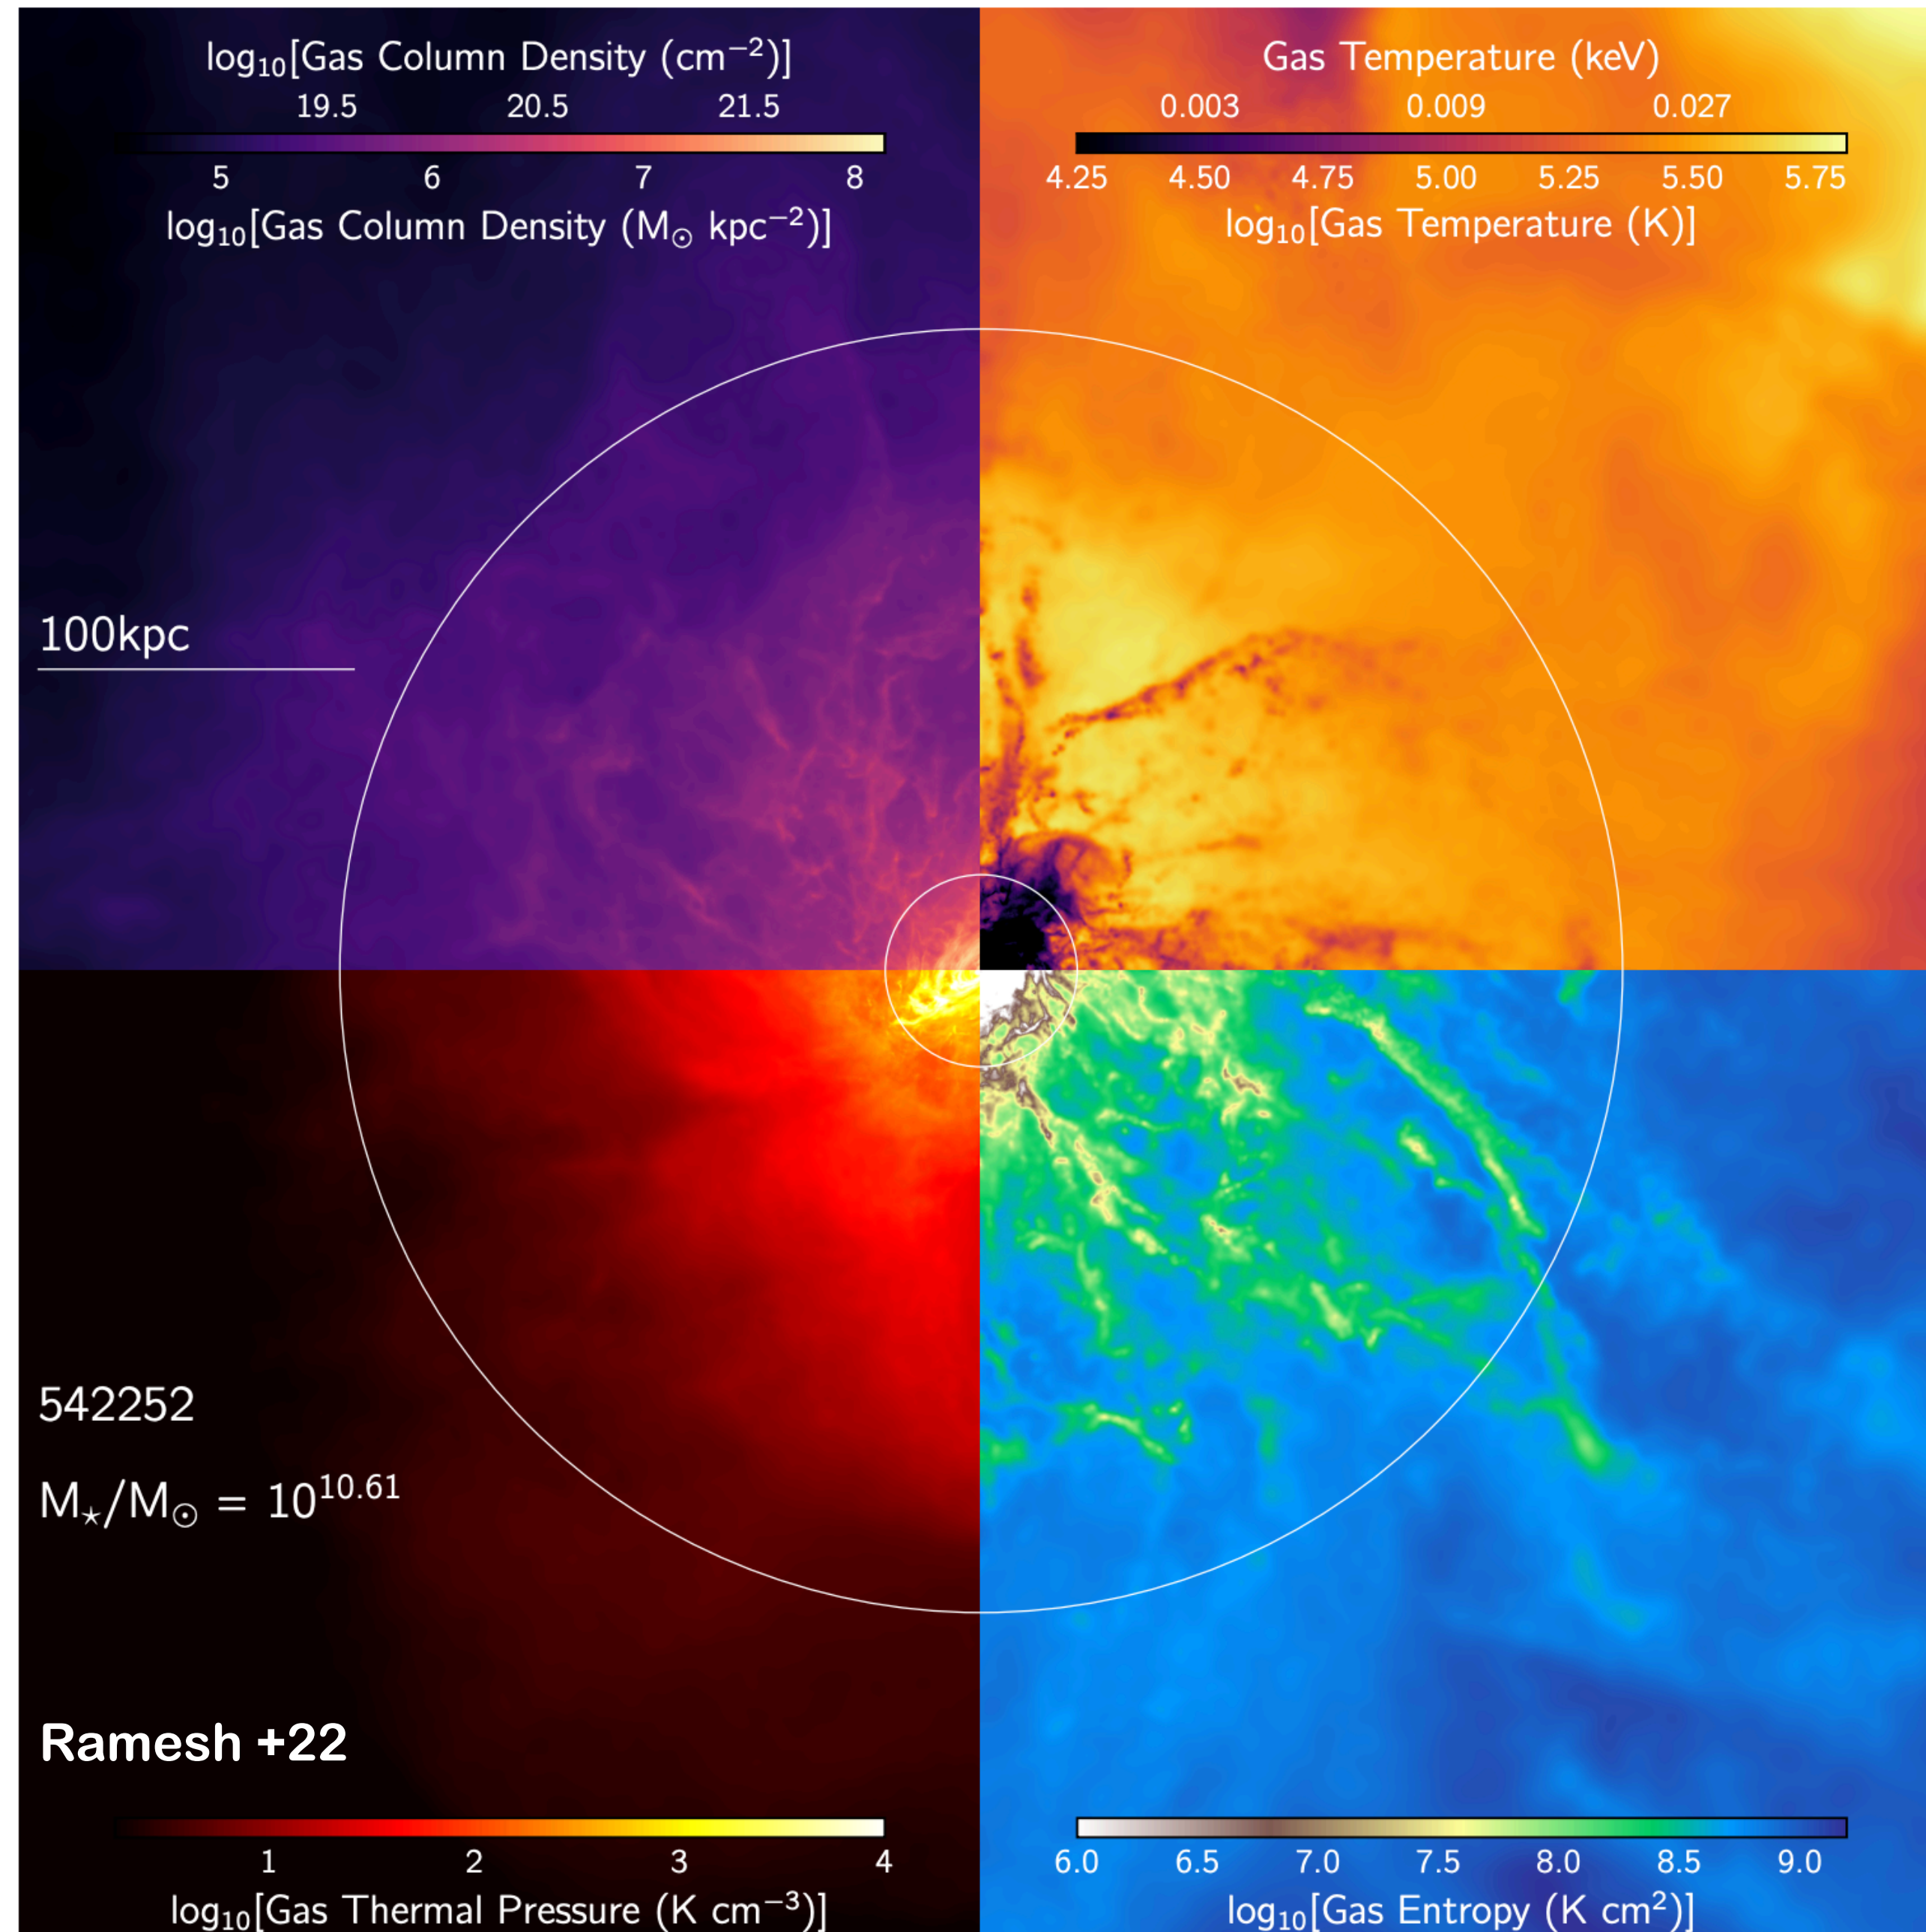 log₁₀[Gas Column Density (cm⁻²)]
19.5 20.5 21.5
5 6 7 8
log₁₀[Gas Column Density (M☉ kpc⁻²)]
Gas Temperature (keV)
0.003 0.009 0.027
4.25 4.50 4.75 5.00 5.25 5.50 5.75
log₁₀[Gas Temperature (K)]
100kpc
542252
M⋆/M☉ = 10¹⁰·⁶¹
Ramesh +22
1 2 3 4
log₁₀[Gas Thermal Pressure (K cm⁻³)]
6.0 6.5 7.0 7.5 8.0 8.5 9.0
log₁₀[Gas Entropy (K cm²)]